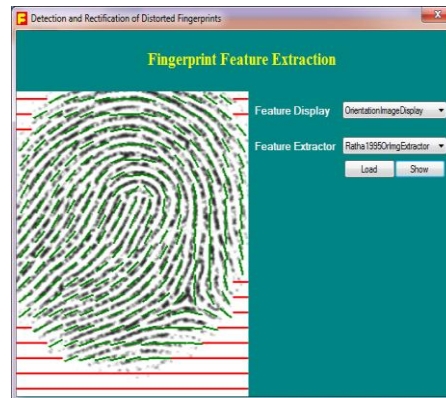 Detection and Rectification of Distorted Fingerprints
Fingerprint Feature Extraction
Feature Display OrientationImageDisplay
Feature Extractor Ratha1995OrImgExtractor
Load Show